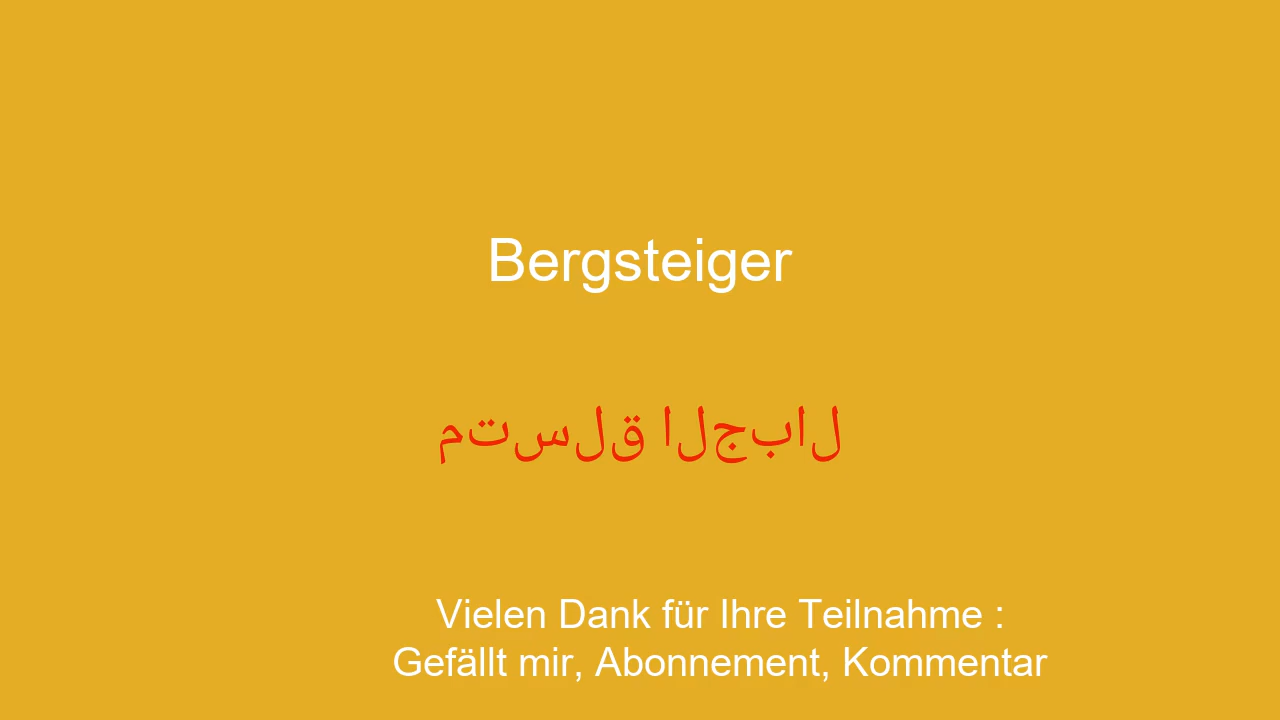 Bergsteiger
متسلق الجبال
Vielen Dank für Ihre Teilnahme :
Gefällt mir, Abonnement, Kommentar